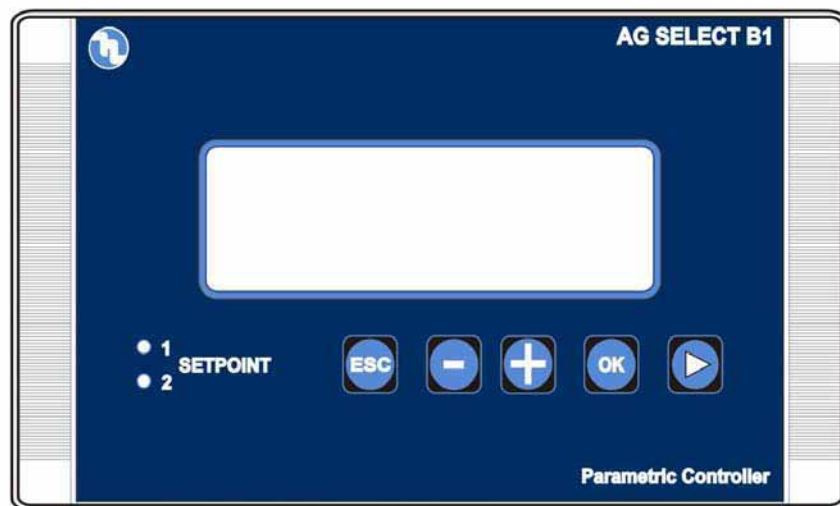 AG SELECT B1
1
SETPOINT
2
ESC
OK
Parametric Controller